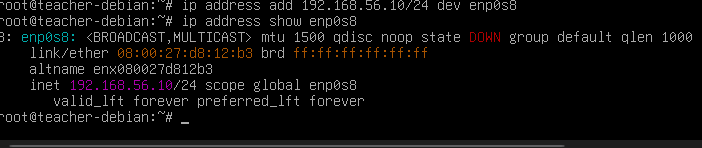 root@teacher-debian:~# ip address add 192.168.56.10/24 dev enp0s8
root@teacher-debian:~# ip address show enp0s8
3: enp0s8: <BROADCAST,MULTICAST> mtu 1500 qdisc noop state DOWN group default qlen 1000
    link/ether 08:00:27:d8:12:b3 brd ff:ff:ff:ff:ff:ff
    altname enx080027d812b3
    inet 192.168.56.10/24 scope global enp0s8
       valid_lft forever preferred_lft forever
root@teacher-debian:~# _